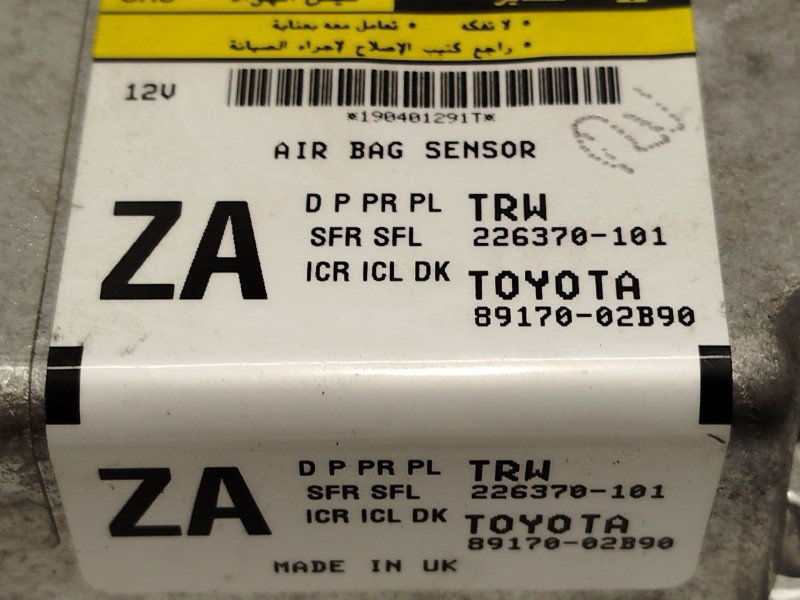 • لا تفكه • تعامل معه بعناية
• راجع كتيب الإصلاح لاجراء الصيانة
12V
*190401291T*
AIR BAG SENSOR
ZA
D P PR PL
SFR SFL
ICR ICL DK
TRW
226370-101
TOYOTA
89170-02B90
ZA
D P PR PL
SFR SFL
ICR ICL DK
TRW
226370-101
TOYOTA
89170-02B90
MADE IN UK